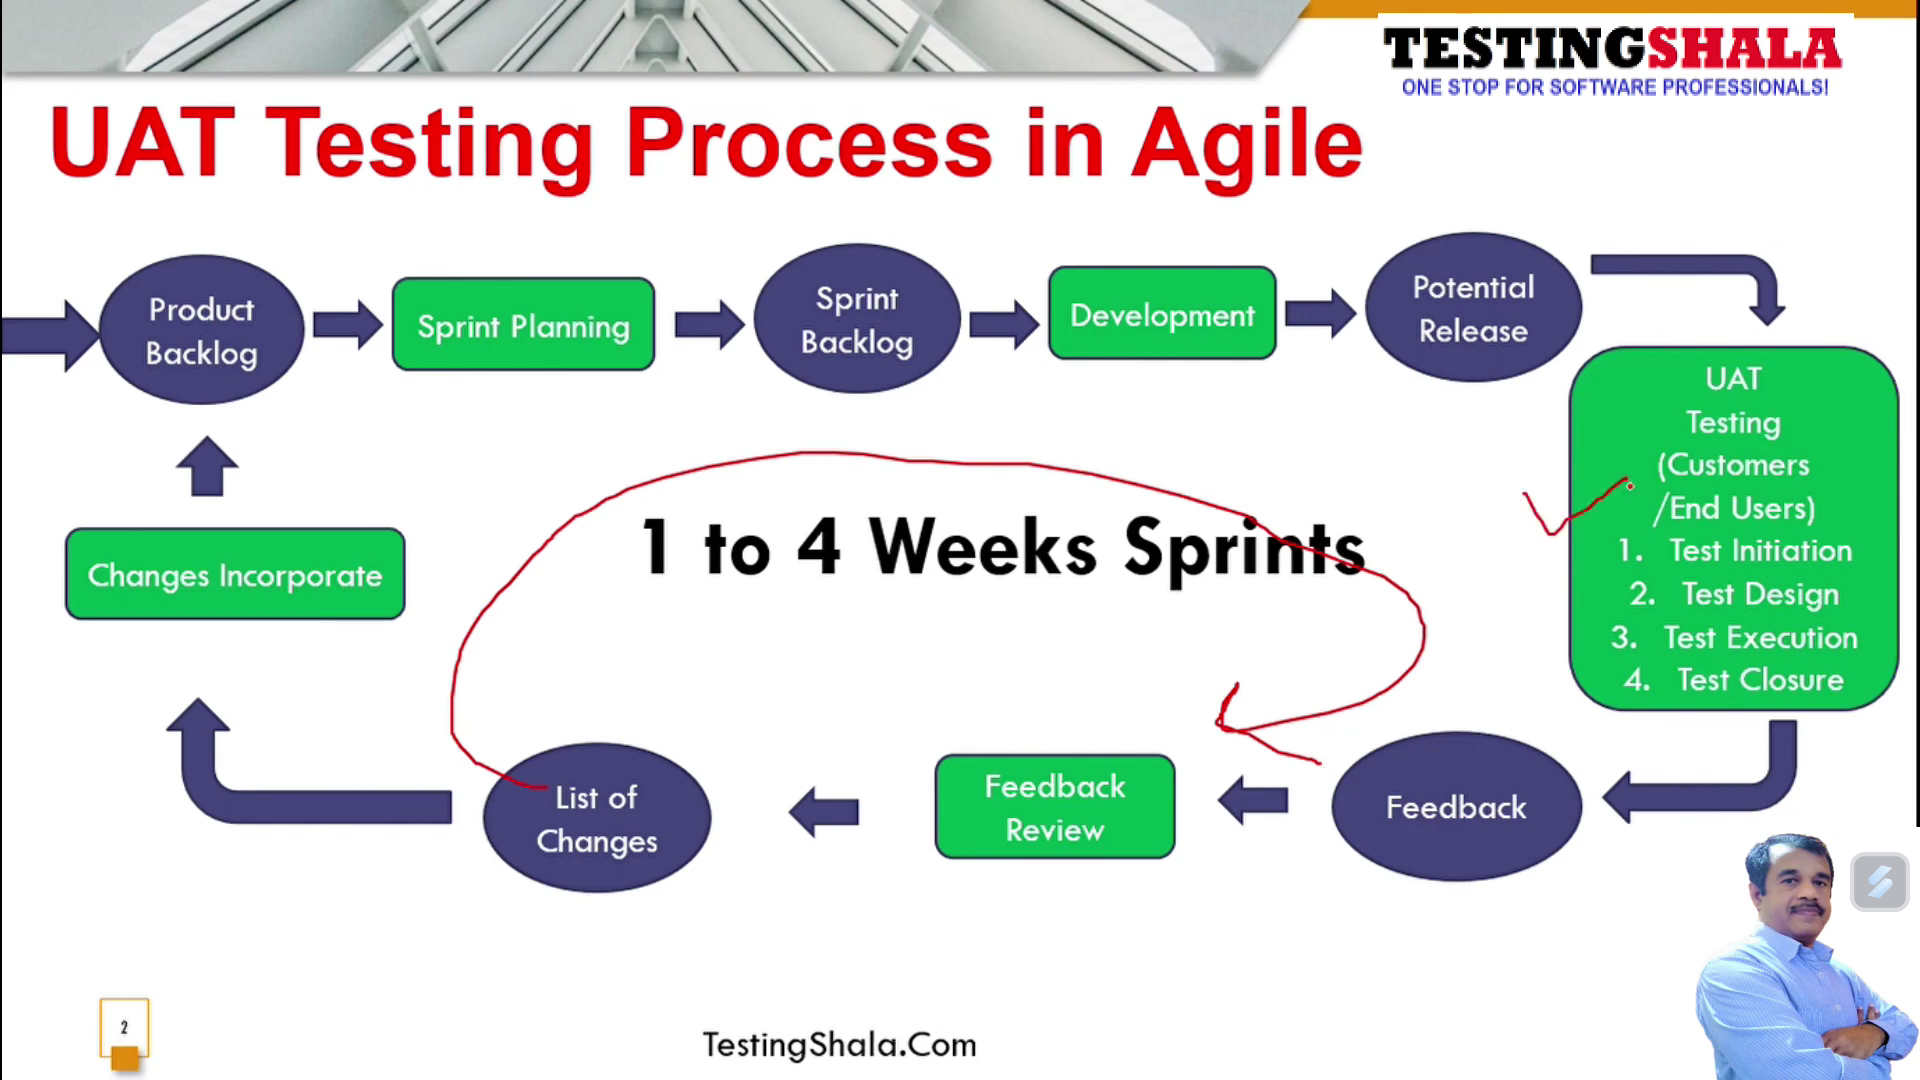 TESTINGSHALA
ONE STOP FOR SOFTWARE PROFESSIONALS!
UAT Testing Process in Agile
Product
Backlog
Sprint Planning
Sprint
Backlog
Development
Potential
Release
UAT
Testing
(Customers
/End Users)
1. Test Initiation
2. Test Design
3. Test Execution
4. Test Closure
1 to 4 Weeks Sprints
Changes Incorporate
List of
Changes
Feedback
Review
Feedback
2
TestingShala.Com